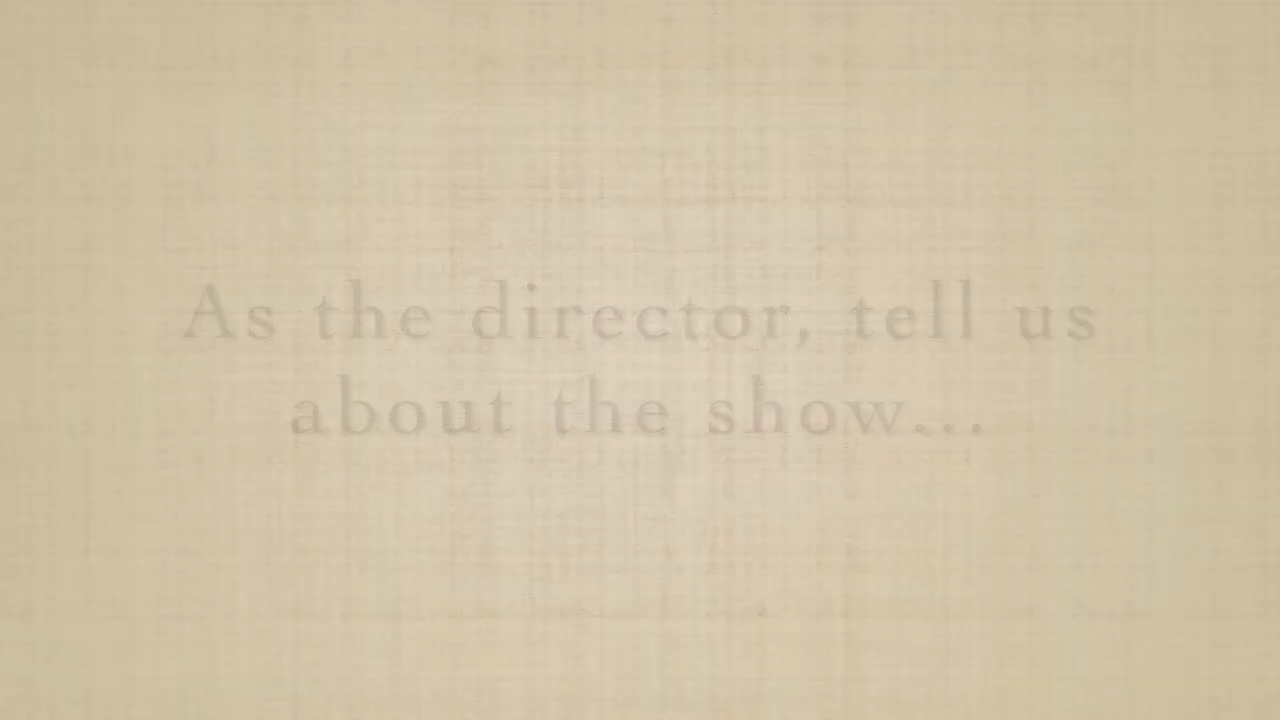 As the director, tell us
about the show...